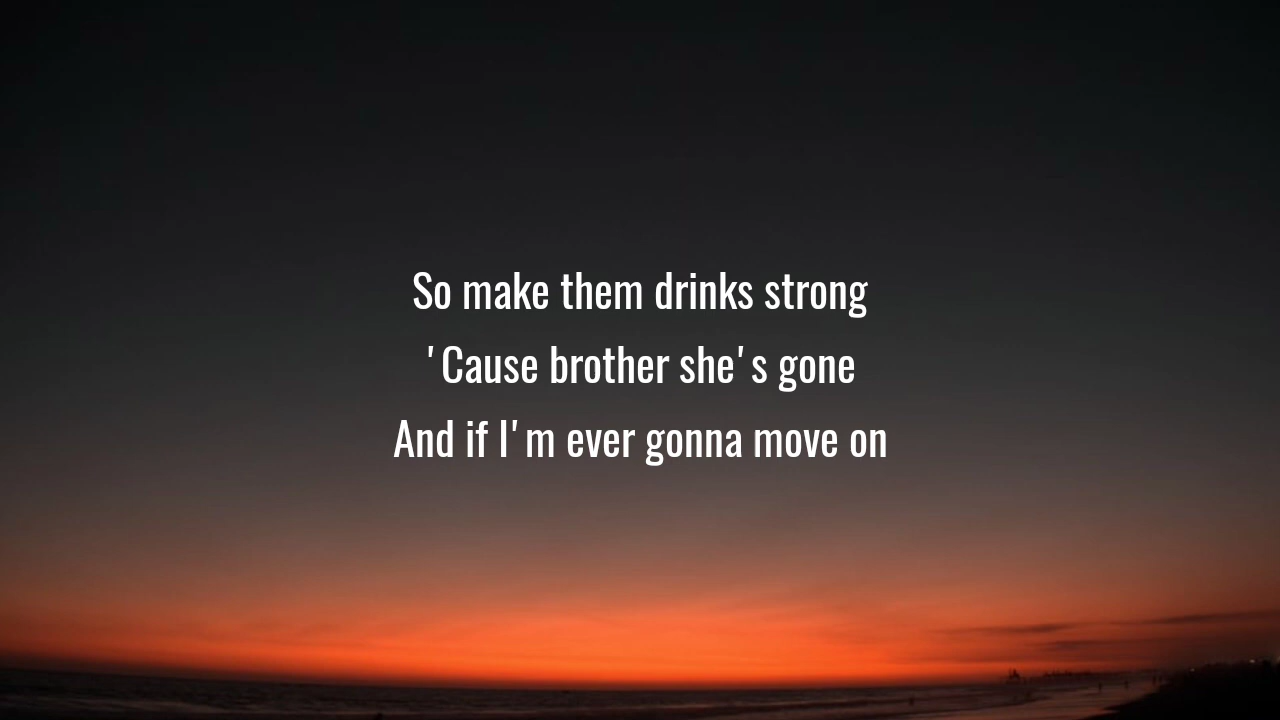 So make them drinks strong
'Cause brother she's gone
And if I'm ever gonna move on